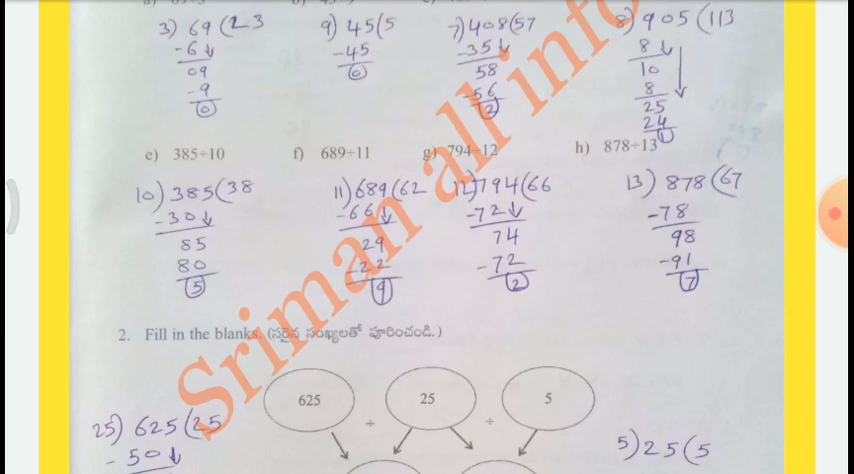 3) 69 (23 9) 45 (5 7) 408 (57 8) 905 (113
-6↓ -45 -35↓ 8↓
09 0 58 10
-9 -56 8
0 2 25
24
1
e) 385÷10 f) 689÷11 g) 794÷12 h) 878÷13
10) 385 (38 11) 689 (62 12) 794 (66 13) 878 (67
-30↓ -66↓ -72↓ -78
85 29 74 98
80 -22 -72 -91
5 9 2 7
2. Fill in the blanks. (సరైన సంఖ్యలతో పూరించండి.)
625 ÷ 25 ÷ 5
25) 625 (25 5) 25 (5
-50↓
Sriman all info